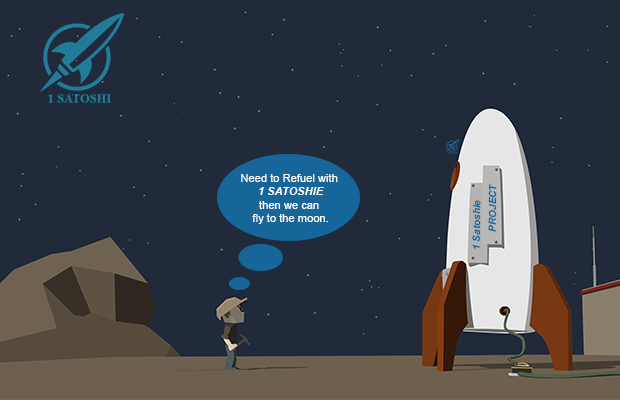 1 SATOSHI
Need to Refuel with
1 SATOSHIE
then we can
fly to the moon.
1 Satoshie
PROJECT